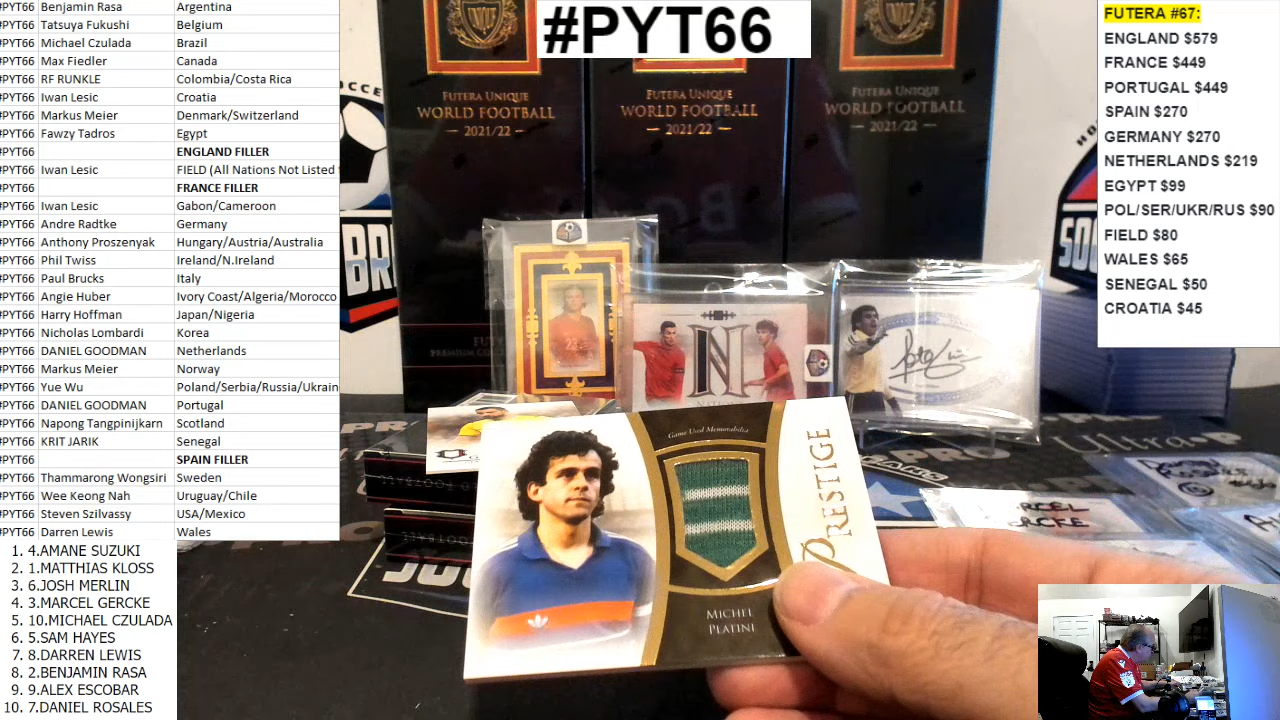 #PYT66 Benjamin Rasa Argentina
#PYT66 Tatsuya Fukushi Belgium
#PYT66 Michael Czulada Brazil
#PYT66 Max Fiedler Canada
#PYT66 RF RUNKLE Colombia/Costa Rica
#PYT66 Iwan Lesic Croatia
#PYT66 Markus Meier Denmark/Switzerland
#PYT66 Fawzy Tadros Egypt
#PYT66 ENGLAND FILLER
#PYT66 Iwan Lesic FIELD (All Nations Not Listed
#PYT66 FRANCE FILLER
#PYT66 Iwan Lesic Gabon/Cameroon
#PYT66 Andre Radtke Germany
#PYT66 Anthony Proszenyak Hungary/Austria/Australia
#PYT66 Phil Twiss Ireland/N.Ireland
#PYT66 Paul Brucks Italy
#PYT66 Angie Huber Ivory Coast/Algeria/Morocco
#PYT66 Harry Hoffman Japan/Nigeria
#PYT66 Nicholas Lombardi Korea
#PYT66 DANIEL GOODMAN Netherlands
#PYT66 Markus Meier Norway
#PYT66 Yue Wu Poland/Serbia/Russia/Ukrain
#PYT66 DANIEL GOODMAN Portugal
#PYT66 Napong Tangpinijkarn Scotland
#PYT66 KRIT JARIK Senegal
#PYT66 SPAIN FILLER
#PYT66 Thammarong Wongsiri Sweden
#PYT66 Wee Keong Nah Uruguay/Chile
#PYT66 Steven Szilvassy USA/Mexico
#PYT66 Darren Lewis Wales
1. 4.AMANE SUZUKI
2. 1.MATTHIAS KLOSS
3. 6.JOSH MERLIN
4. 3.MARCEL GERCKE
5. 10.MICHAEL CZULADA
6. 5.SAM HAYES
7. 8.DARREN LEWIS
8. 2.BENJAMIN RASA
9. 9.ALEX ESCOBAR
10. 7.DANIEL ROSALES
#PYT66
FUTERA UNIQUE
WORLD FOOTBALL
2021/22
FUTERA UNIQUE
WORLD FOOTBALL
2021/22
FUTERA UNIQUE
WORLD FOOTBALL
2021/22
N
Game-Used Memorabilia
PRESTIGE
MICHEL
PLATINI
FUTERA #67:
ENGLAND $579
FRANCE $449
PORTUGAL $449
SPAIN $270
GERMANY $270
NETHERLANDS $219
EGYPT $99
POL/SER/UKR/RUS $90
FIELD $80
WALES $65
SENEGAL $50
CROATIA $45